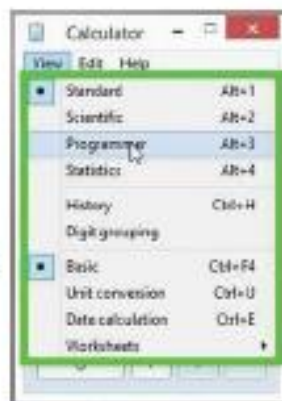 Calculator
View Edit Help
Standard Alt+1
Scientific Alt+2
Programmer Alt+3
Statistics Alt+4
History Ctrl+H
Digit grouping
Basic Ctrl+F4
Unit conversion Ctrl+U
Date calculation Ctrl+E
Worksheets